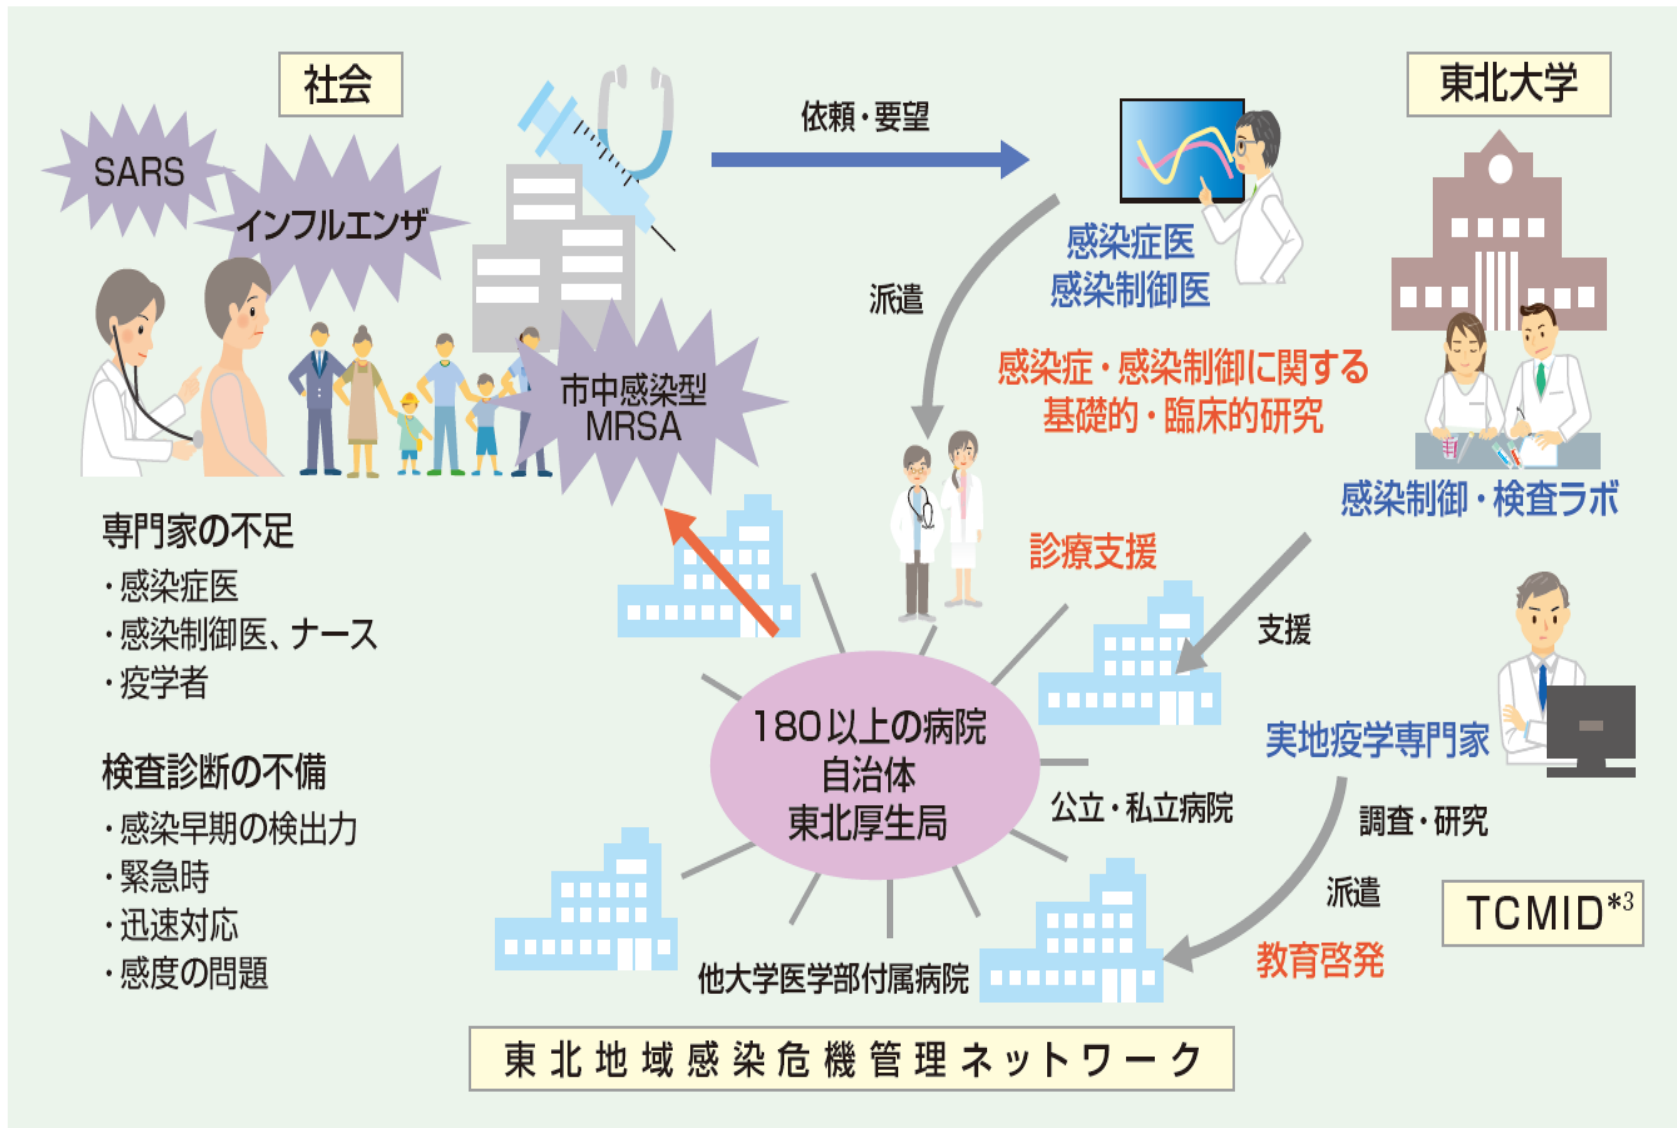 社会
SARS
インフルエンザ
市中感染型
MRSA
専門家の不足
・感染症医
・感染制御医、ナース
・疫学者
検査診断の不備
・感染早期の検出力
・緊急時
・迅速対応
・感度の問題
依頼・要望
東北大学
感染症医
感染制御医
派遣
感染症・感染制御に関する
基礎的・臨床的研究
感染制御・検査ラボ
診療支援
支援
180以上の病院
自治体
東北厚生局
実地疫学専門家
公立・私立病院
調査・研究
派遣
TCMID*3
教育啓発
他大学医学部付属病院
東北地域感染危機管理ネットワーク